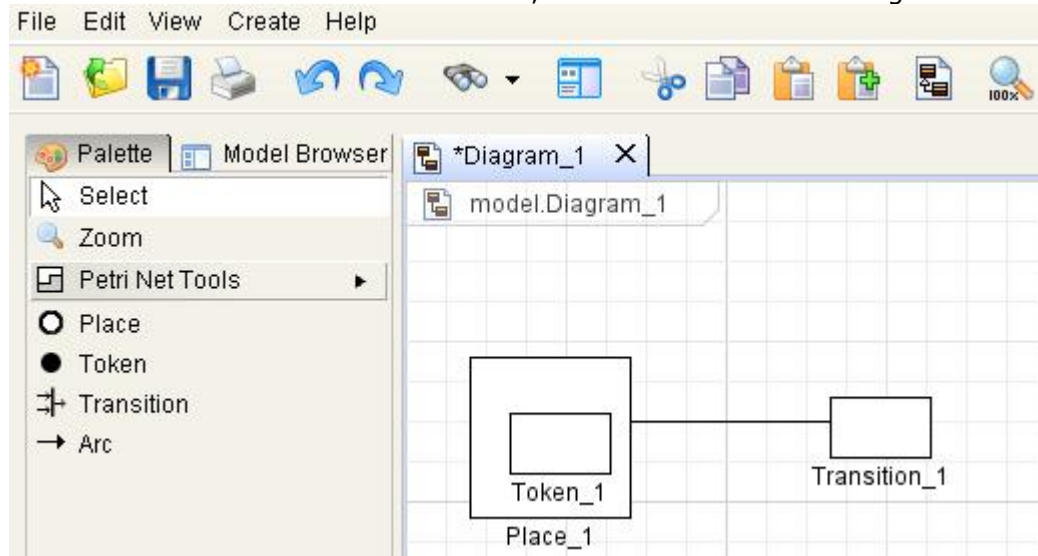 File Edit View Create Help
100%
Palette Model Browser
*Diagram_1
Select
model.Diagram_1
Zoom
Petri Net Tools
Place
Token
Transition
Arc
Token_1
Transition_1
Place_1